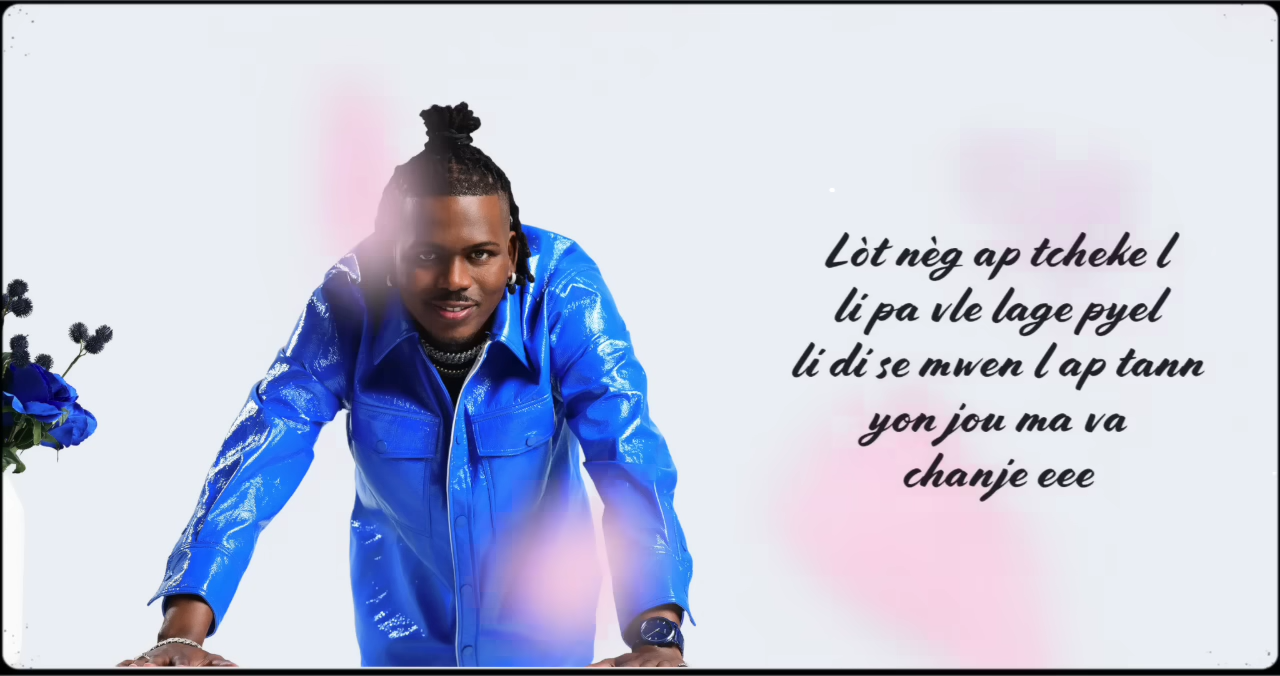 Lòt nèg ap tcheke l
li pa vle lage pyel
li di se mwen l ap tann
yon jou ma va
chanje eee